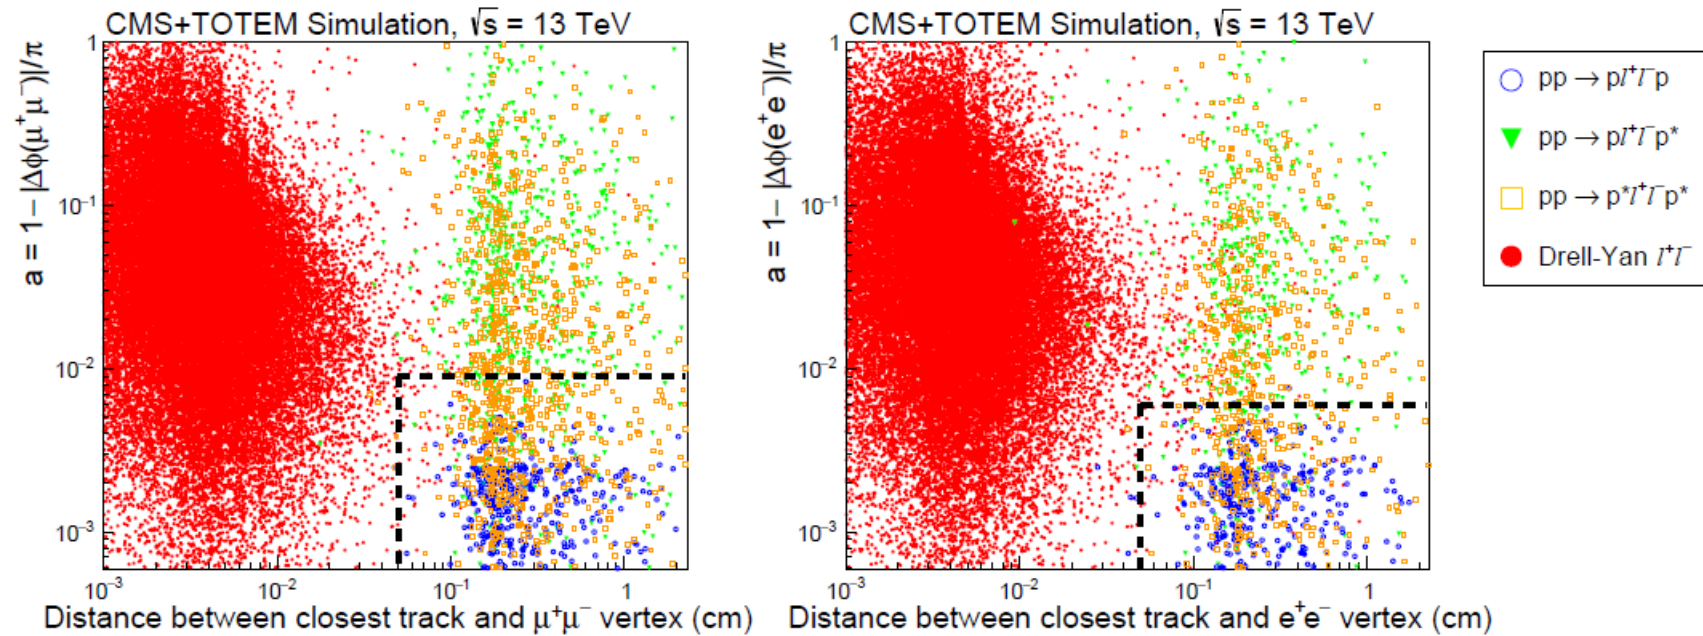 CMS+TOTEM Simulation, √s = 13 TeV
a = 1– |Δϕ(μ⁺μ⁻)|/π
1
10⁻¹
10⁻²
10⁻³
10⁻³ 10⁻² 10⁻¹ 1
Distance between closest track and μ⁺μ⁻ vertex (cm)
CMS+TOTEM Simulation, √s = 13 TeV
a = 1– |Δϕ(e⁺e⁻)|/π
1
10⁻¹
10⁻²
10⁻³
10⁻³ 10⁻² 10⁻¹ 1
Distance between closest track and e⁺e⁻ vertex (cm)
pp → pl⁺l⁻p
pp → pl⁺l⁻p*
pp → p*l⁺l⁻p*
Drell-Yan l⁺l⁻